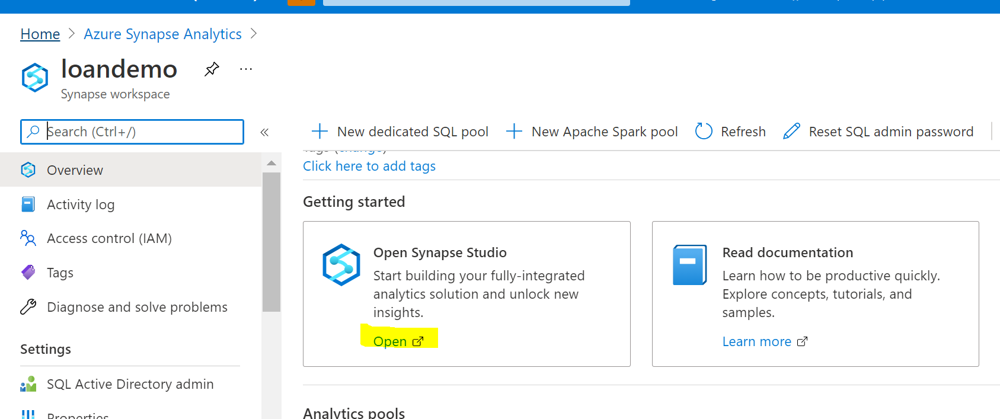 Home > Azure Synapse Analytics >
loandemo
Synapse workspace
Search (Ctrl+/)
«
New dedicated SQL pool
New Apache Spark pool
Refresh
Reset SQL admin password
Overview
Activity log
Access control (IAM)
Tags
Diagnose and solve problems
Settings
SQL Active Directory admin
Properties
Tags (change)
Click here to add tags
Getting started
Open Synapse Studio
Start building your fully-integrated
analytics solution and unlock new
insights.
Open
Read documentation
Learn how to be productive quickly.
Explore concepts, tutorials, and
samples.
Learn more
Analytics pools